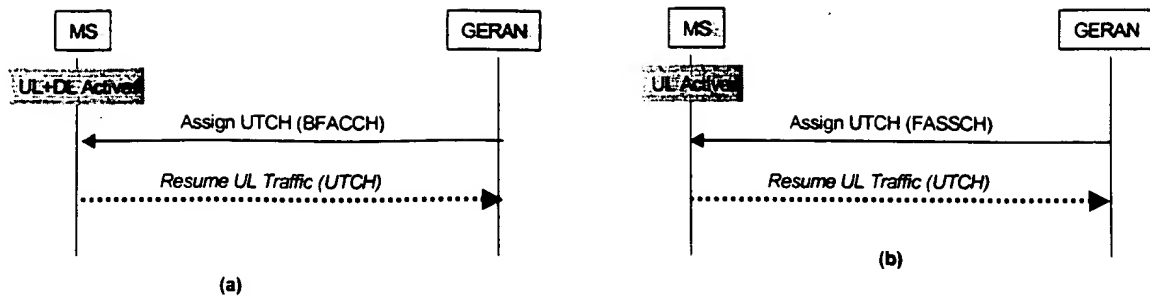 MS
GERAN
UL+DL Active
Assign UTCH (BFACCH)
Resume UL Traffic (UTCH)
(a)
MS
GERAN
UL Active
Assign UTCH (FASSCH)
Resume UL Traffic (UTCH)
(b)